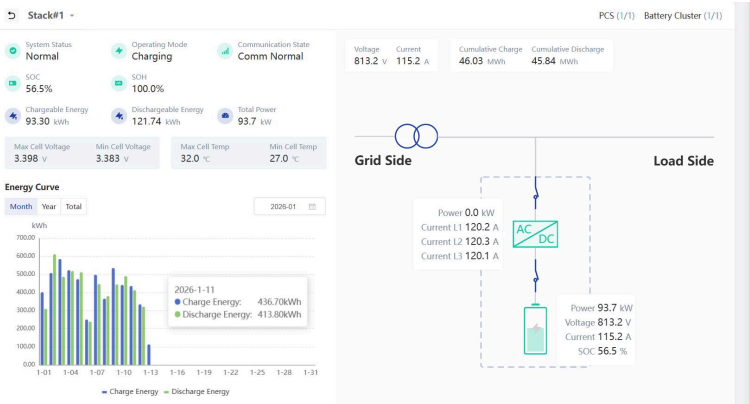 Stack#1
PCS (1/1) Battery Cluster (1/1)
System Status
Normal
Operating Mode
Charging
Communication State
Comm Normal
SOC
56.5%
SOH
100.0%
Chargeable Energy
93.30 kWh
Dischargeable Energy
121.74 kWh
Total Power
93.7 kW
Max Cell Voltage
3.398 V
Min Cell Voltage
3.383 V
Max Cell Temp
32.0 ℃
Min Cell Temp
27.0 ℃
Energy Curve
Month Year Total
2026-01
kWh
700.00
600.00
500.00
400.00
300.00
200.00
100.00
0.00
1-01 1-04 1-07 1-10 1-13 1-16 1-19 1-22 1-25 1-28 1-31
2026-1-11
Charge Energy: 436.70kWh
Discharge Energy: 413.80kWh
Charge Energy Discharge Energy
Voltage
813.2 V
Current
115.2 A
Cumulative Charge
46.03 MWh
Cumulative Discharge
45.84 MWh
Grid Side
Load Side
Power 0.0 kW
Current L1 120.2 A
Current L2 120.3 A
Current L3 120.1 A
AC
DC
Power 93.7 kW
Voltage 813.2 V
Current 115.2 A
SOC 56.5 %